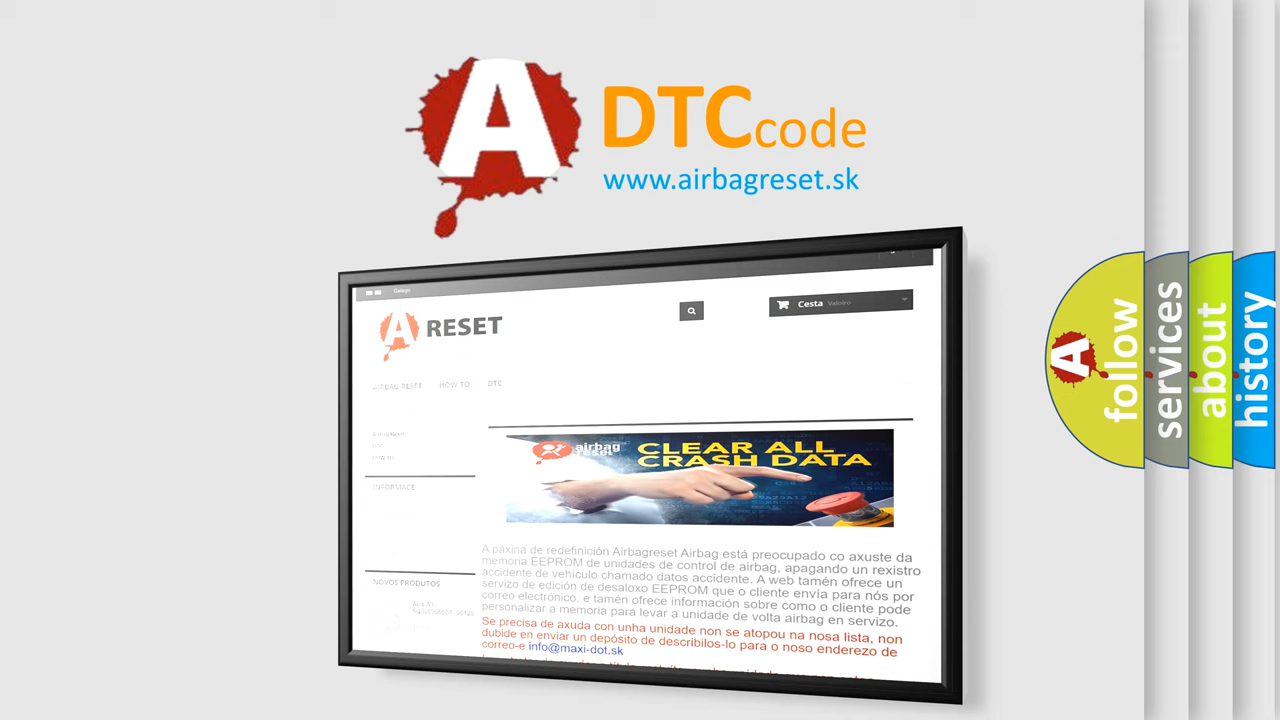 A
DTCcode
www.airbagreset.sk
Galego
A RESET
Cesta Valoiro
AIRBAG RESET HOW TO DTC
INFORMACE
NOVOS PRODUTOS
airbag
reset
CLEAR ALL
CRASH DATA
A páxina de redefinición Airbagreset Airbag está preocupado co axuste da
memoria EEPROM de unidades de control de airbag, apagando un rexistro
accidente de vehículo chamado datos accidente. A web tamén ofrece un
servizo de edición de desaloxo EEPROM que o cliente envía para nós por
correo electrónico, e tamén ofrece información sobre como o cliente pode
personalizar a memoria para levar a unidade de volta airbag en servizo.
Se precisa de axuda con unha unidade non se atopou na nosa lista, non
dubide en enviar un depósito de describilos-lo para o noso enderezo de
correo-e info@maxi-dot.sk
A
follow
services
about
history